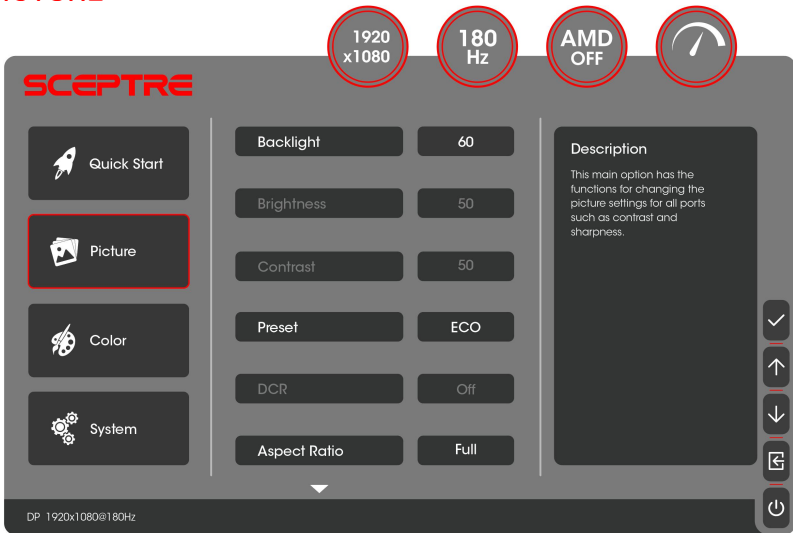 1920
x1080
180
Hz
AMD
OFF
SCEPTRE
Quick Start
Picture
Color
System
Backlight 60
Brightness 50
Contrast 50
Preset ECO
DCR Off
Aspect Ratio Full
Description
This main option has the
functions for changing the
picture settings for all ports
such as contrast and
sharpness.
DP 1920x1080@180Hz